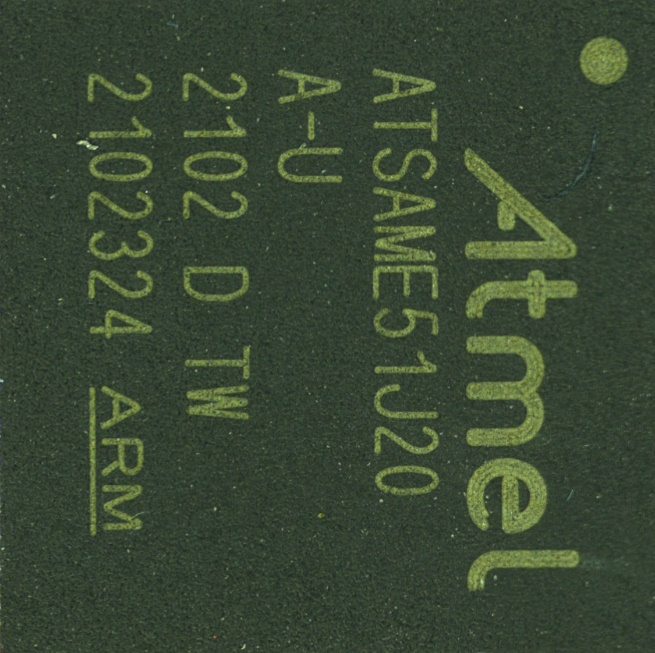 Atmel
ATSAME51J20
A-U
2102 D TW
2102324 ARM